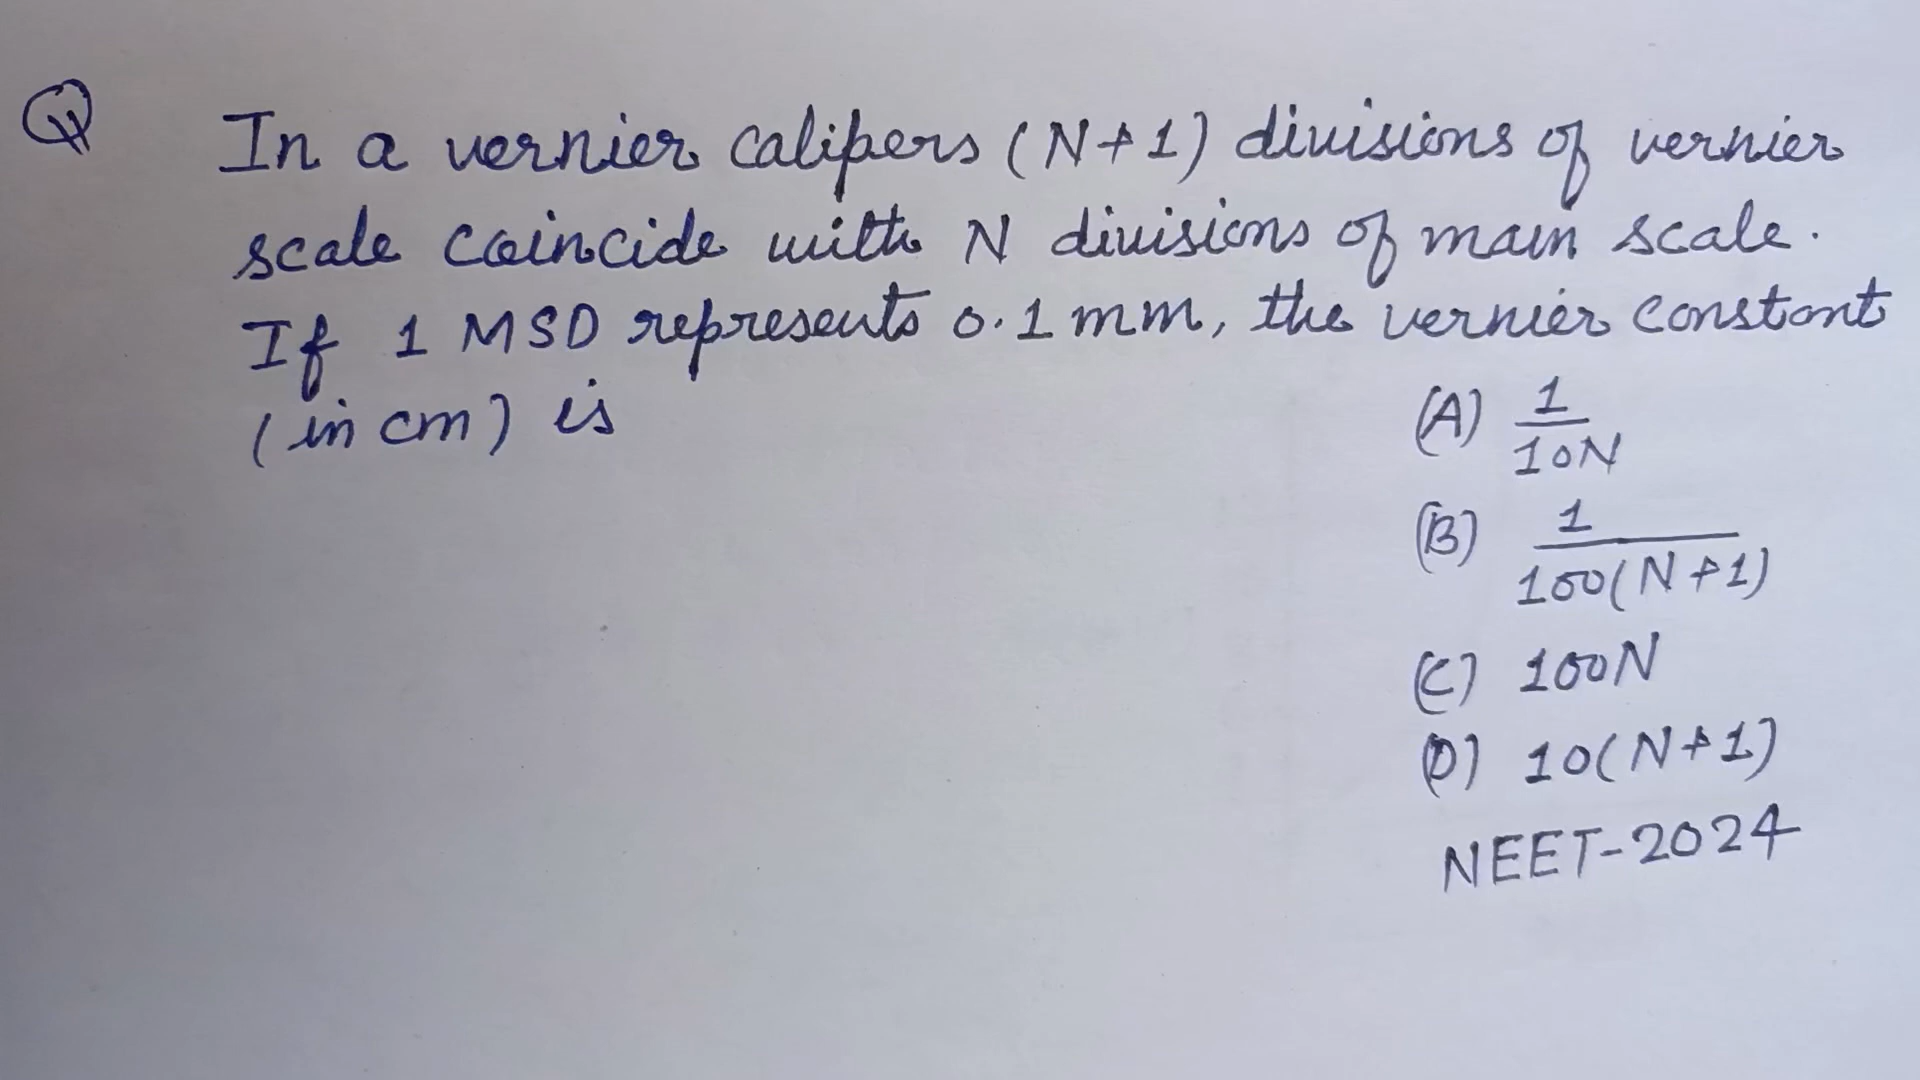 Q In a vernier calipers (N+1) divisions of vernier
scale coincide with N divisions of main scale.
If 1 MSD represents 0.1 mm, the vernier constant
(in cm) is
(A) 1/10N
(B) 1/100(N+1)
(C) 100N
(D) 10(N+1)
NEET-2024